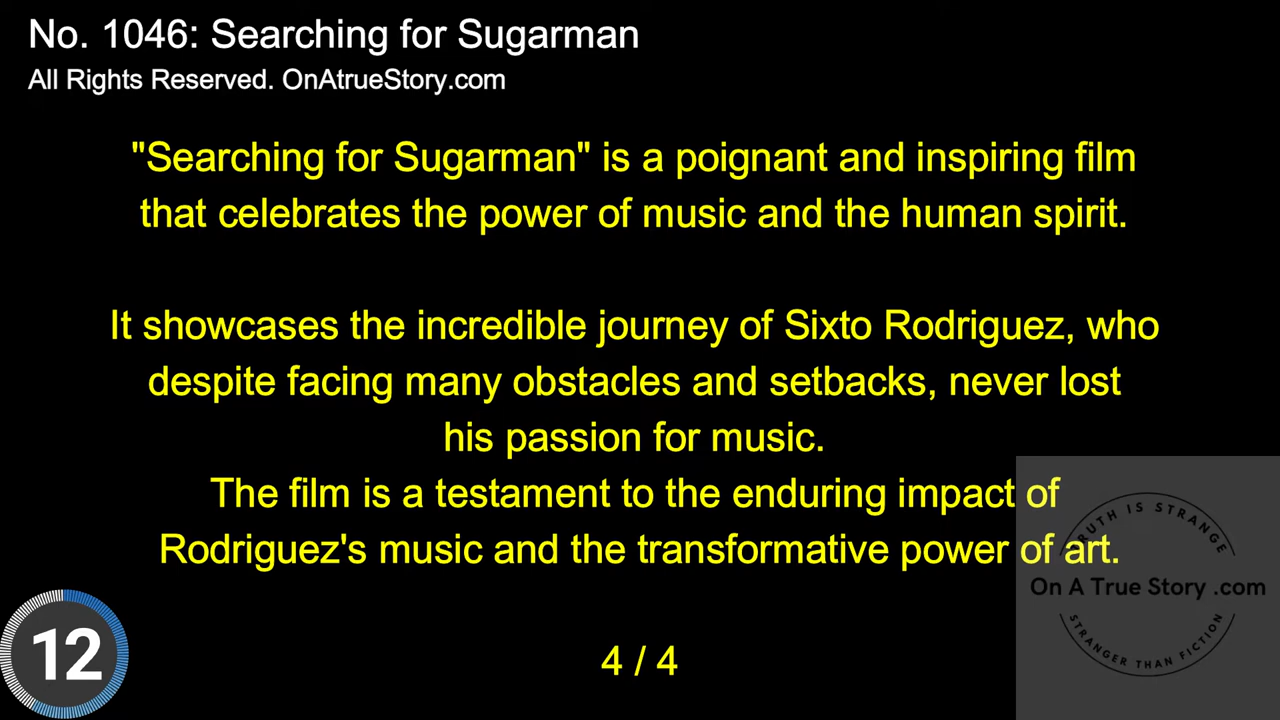 No. 1046: Searching for Sugarman
All Rights Reserved. OnAtrueStory.com
"Searching for Sugarman" is a poignant and inspiring film
that celebrates the power of music and the human spirit.
It showcases the incredible journey of Sixto Rodriguez, who
despite facing many obstacles and setbacks, never lost
his passion for music.
The film is a testament to the enduring impact of
Rodriguez's music and the transformative power of art.
TRUTH IS STRANGE
On A True Story .com
STRANGER THAN FICTION
12
4 / 4